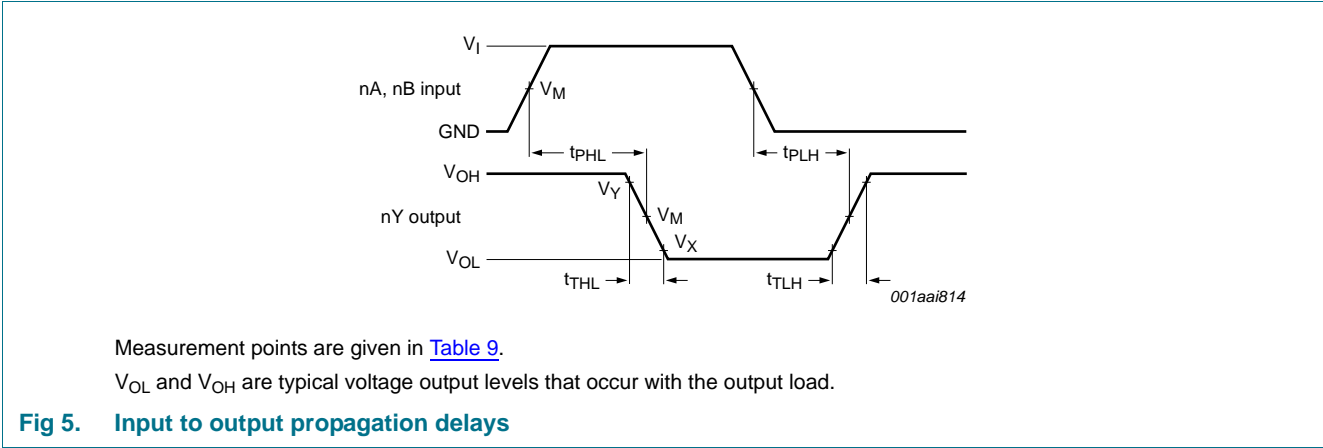 VI
nA, nB input
VM
GND
tPHL
tPLH
VOH
VY
nY output
VM
VX
VOL
tTHL
tTLH
001aai814
Measurement points are given in Table 9.
VOL and VOH are typical voltage output levels that occur with the output load.
Fig 5. Input to output propagation delays